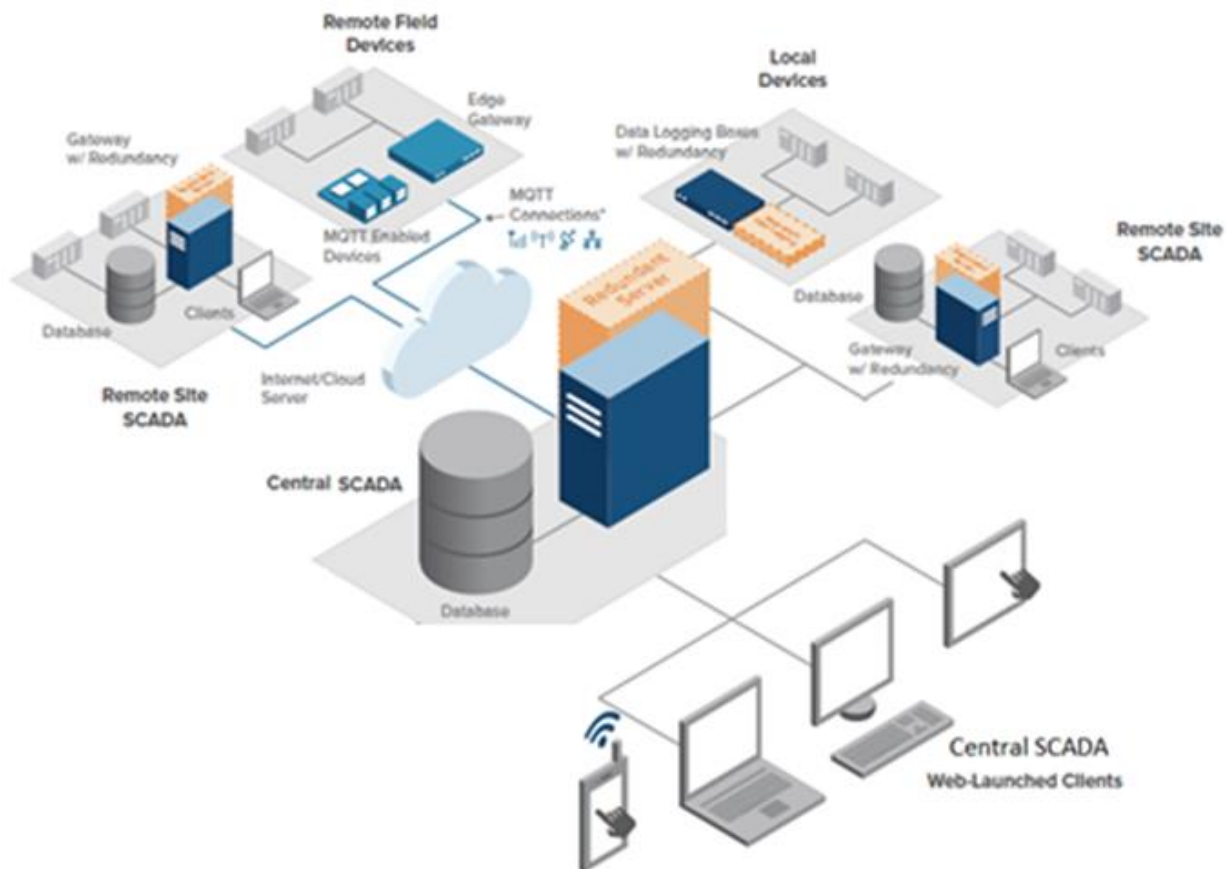 Remote Field
Devices
Edge
Gateway
Gateway
w/ Redundancy
MQTT Enabled
Devices
MQTT
Connections*
Local
Devices
Data Logging Boxes
w/ Redundancy
Remote Site
SCADA
Database
Gateway
w/ Redundancy
Clients
Database
Clients
Remote Site
SCADA
Internet/Cloud
Server
Redundant
Server
Central SCADA
Database
Central SCADA
Web-Launched Clients